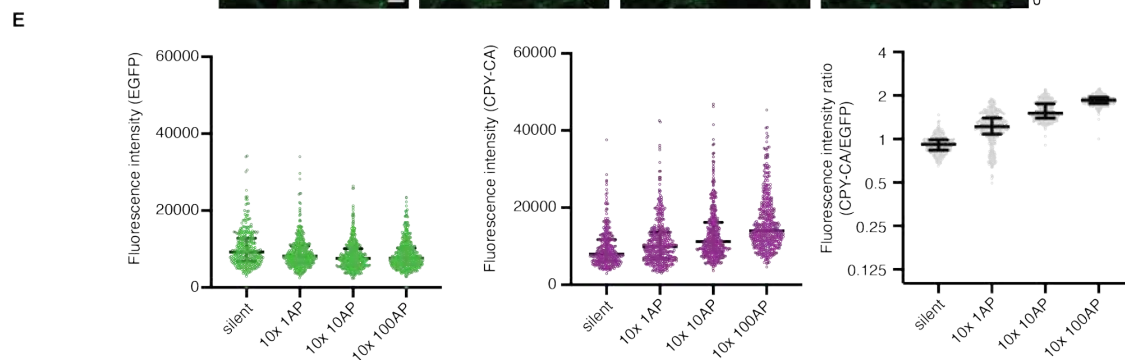 E
0
Fluorescence intensity (EGFP)
60000
40000
20000
0
silent
10x 1AP
10x 10AP
10x 100AP
Fluorescence intensity (CPY-CA)
60000
40000
20000
0
silent
10x 1AP
10x 10AP
10x 100AP
Fluorescence intensity ratio
(CPY-CA/EGFP)
4
2
1
0.5
0.25
0.125
silent
10x 1AP
10x 10AP
10x 100AP